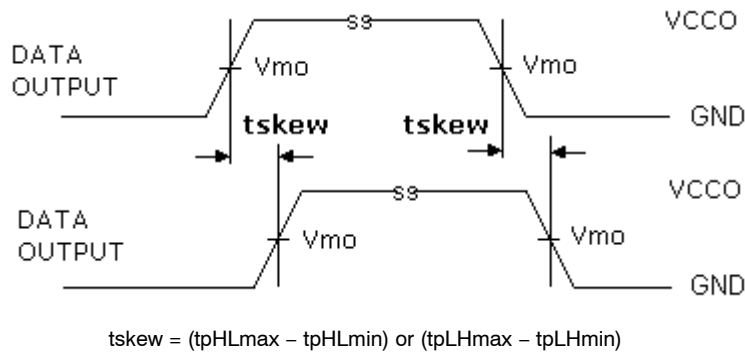 VCCO
DATA
OUTPUT
Vmo
Vmo
GND
tskew
tskew
VCCO
DATA
OUTPUT
Vmo
Vmo
GND
tskew = (tpHLmax − tpHLmin) or (tpLHmax − tpLHmin)